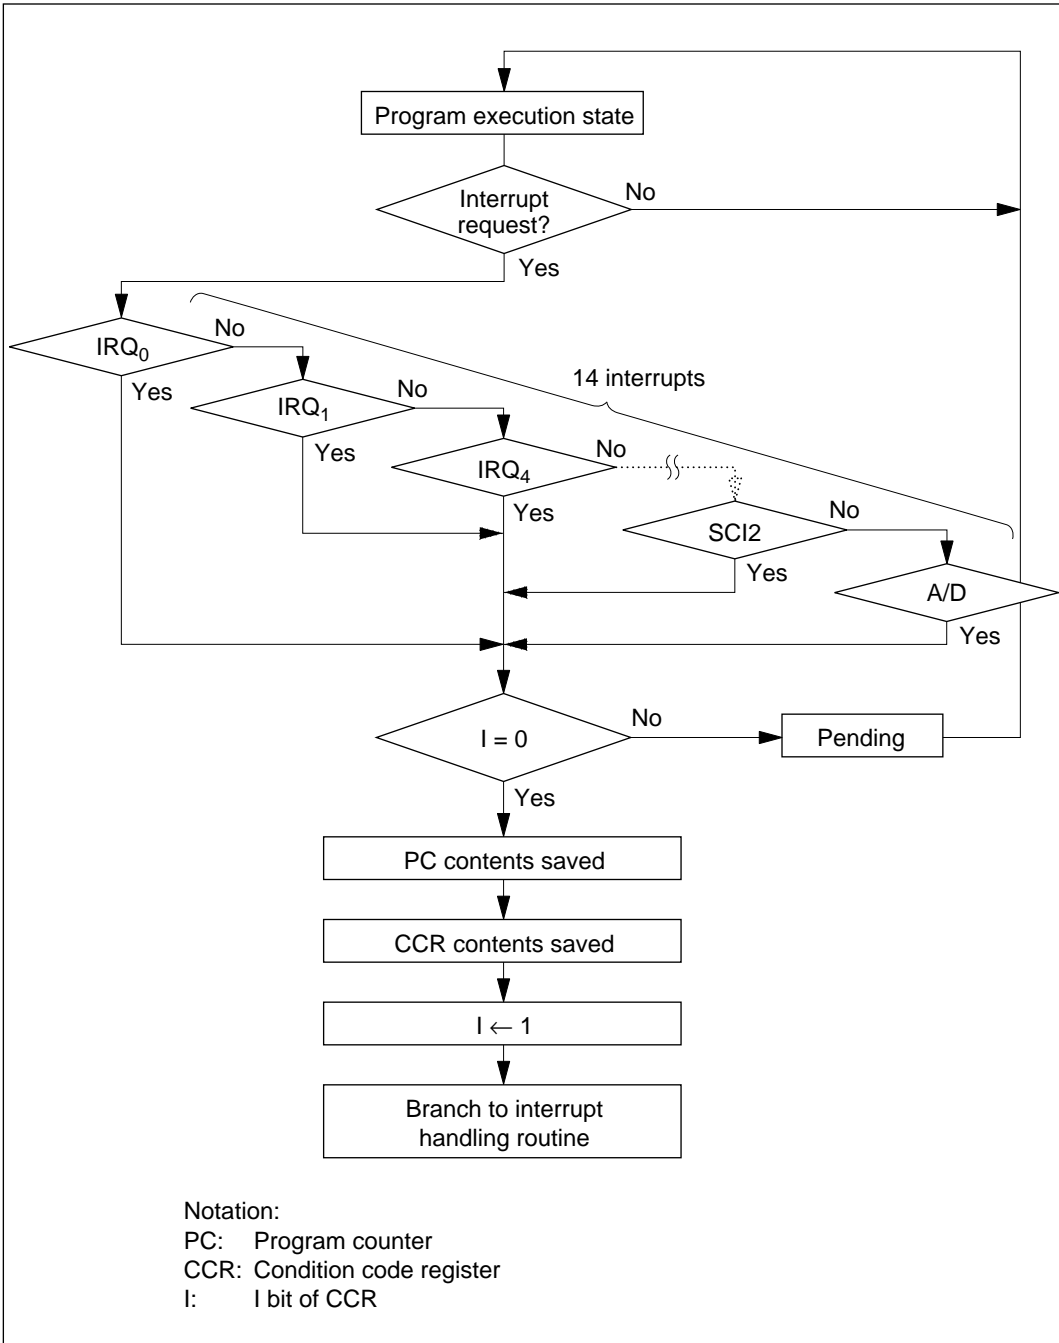 Program execution state
Interrupt
request?
No
Yes
IRQ0
No
Yes
14 interrupts
IRQ1
No
Yes
IRQ4
No
Yes
SCI2
No
Yes
A/D
Yes
I = 0
No
Pending
Yes
PC contents saved
CCR contents saved
I ← 1
Branch to interrupt
handling routine
Notation:
PC: Program counter
CCR: Condition code register
I: I bit of CCR